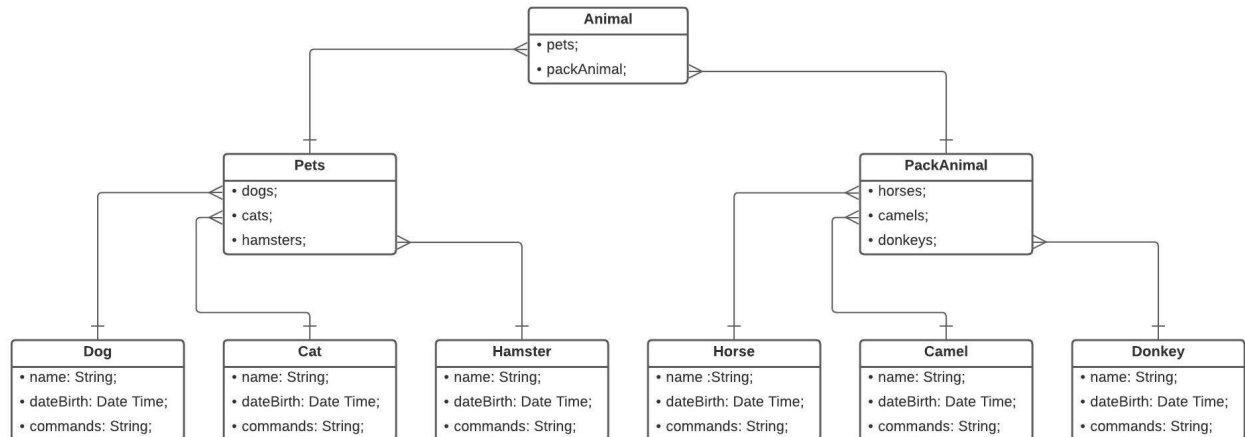 Animal
• pets;
• packAnimal;
Pets
• dogs;
• cats;
• hamsters;
PackAnimal
• horses;
• camels;
• donkeys;
Dog
• name: String;
• dateBirth: Date Time;
• commands: String;
Cat
• name: String;
• dateBirth: Date Time;
• commands: String;
Hamster
• name: String;
• dateBirth: Date Time;
• commands: String;
Horse
• name :String;
• dateBirth: Date Time;
• commands: String;
Camel
• name: String;
• dateBirth: Date Time;
• commands: String;
Donkey
• name: String;
• dateBirth: Date Time;
• commands: String;